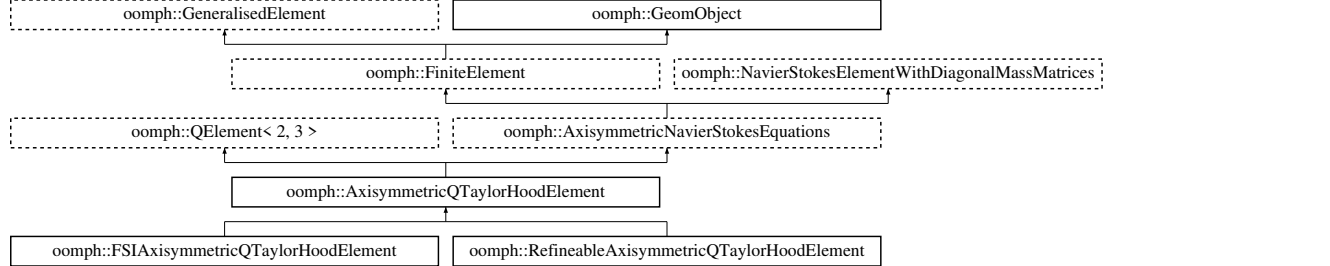 oomph::GeneralisedElement
oomph::GeomObject
oomph::FiniteElement
oomph::NavierStokesElementWithDiagonalMassMatrices
oomph::QElement< 2, 3 >
oomph::AxisymmetricNavierStokesEquations
oomph::AxisymmetricQTaylorHoodElement
oomph::FSIAxisymmetricQTaylorHoodElement
oomph::RefineableAxisymmetricQTaylorHoodElement